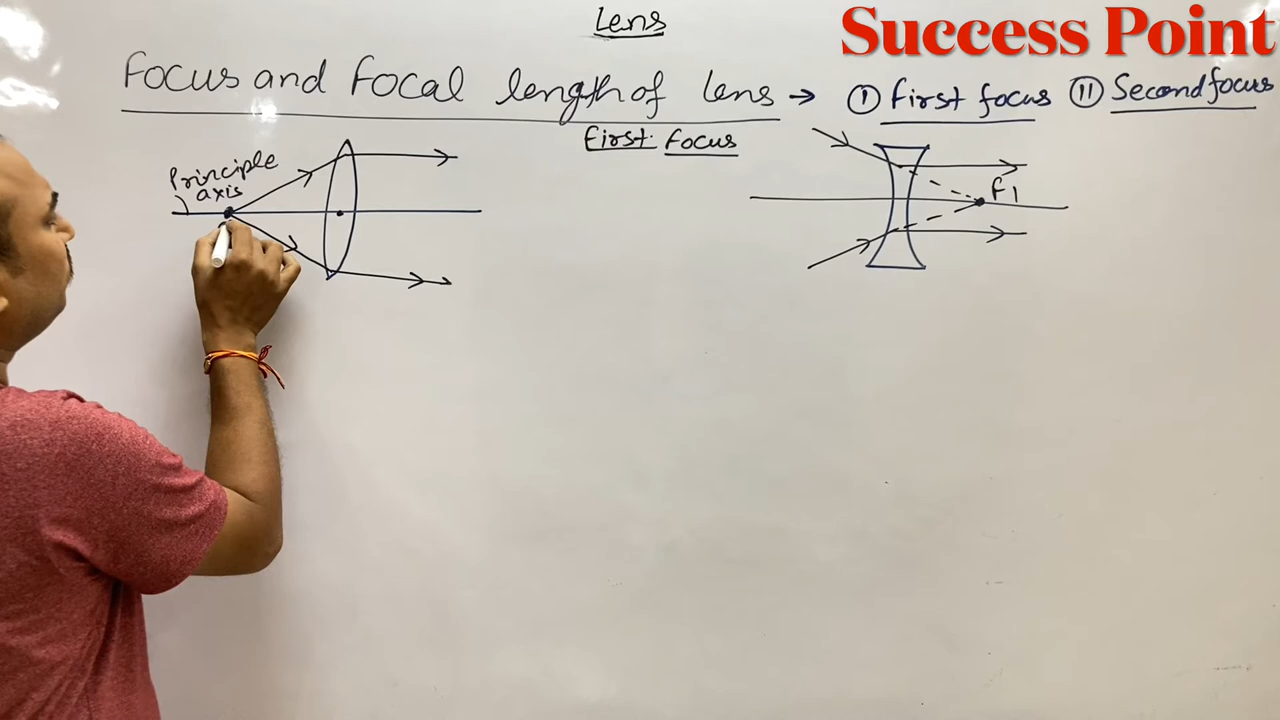 Lens
Success Point
Focus and Focal length of Lens → (I) First focus (II) Second focus
First Focus
Principle
axis
F1